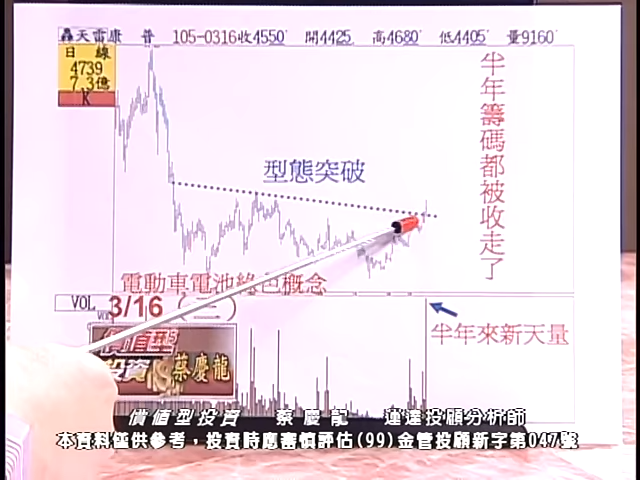 轟天雷康 普 105-0316收4550 開4425 高4680 低4405 量9160
日線
4739
7.3億
K
半年籌碼都被收走了
型態突破
電動車電池綠色概念
VOL
3/16(三)
半年來新天量
價值型
投資
蔡慶龍
價值型投資 蔡慶龍 運達投顧分析師
本資料僅供參考，投資時應審慎評估(99)金管投顧新字第047號